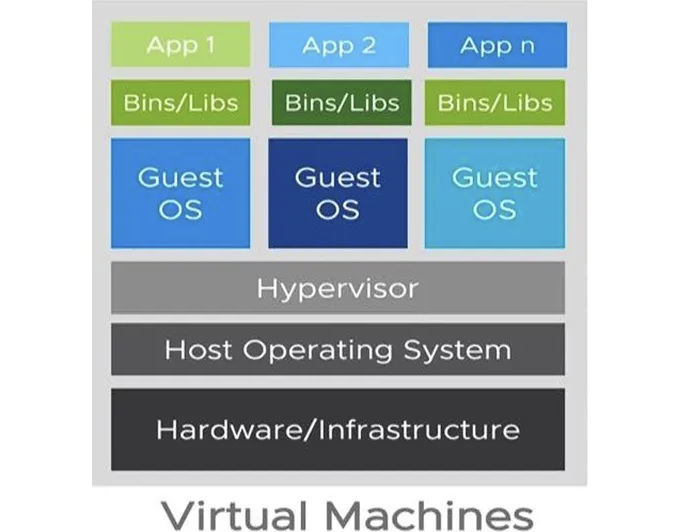 App 1
App 2
App n
Bins/Libs
Bins/Libs
Bins/Libs
Guest
OS
Guest
OS
Guest
OS
Hypervisor
Host Operating System
Hardware/Infrastructure
Virtual Machines